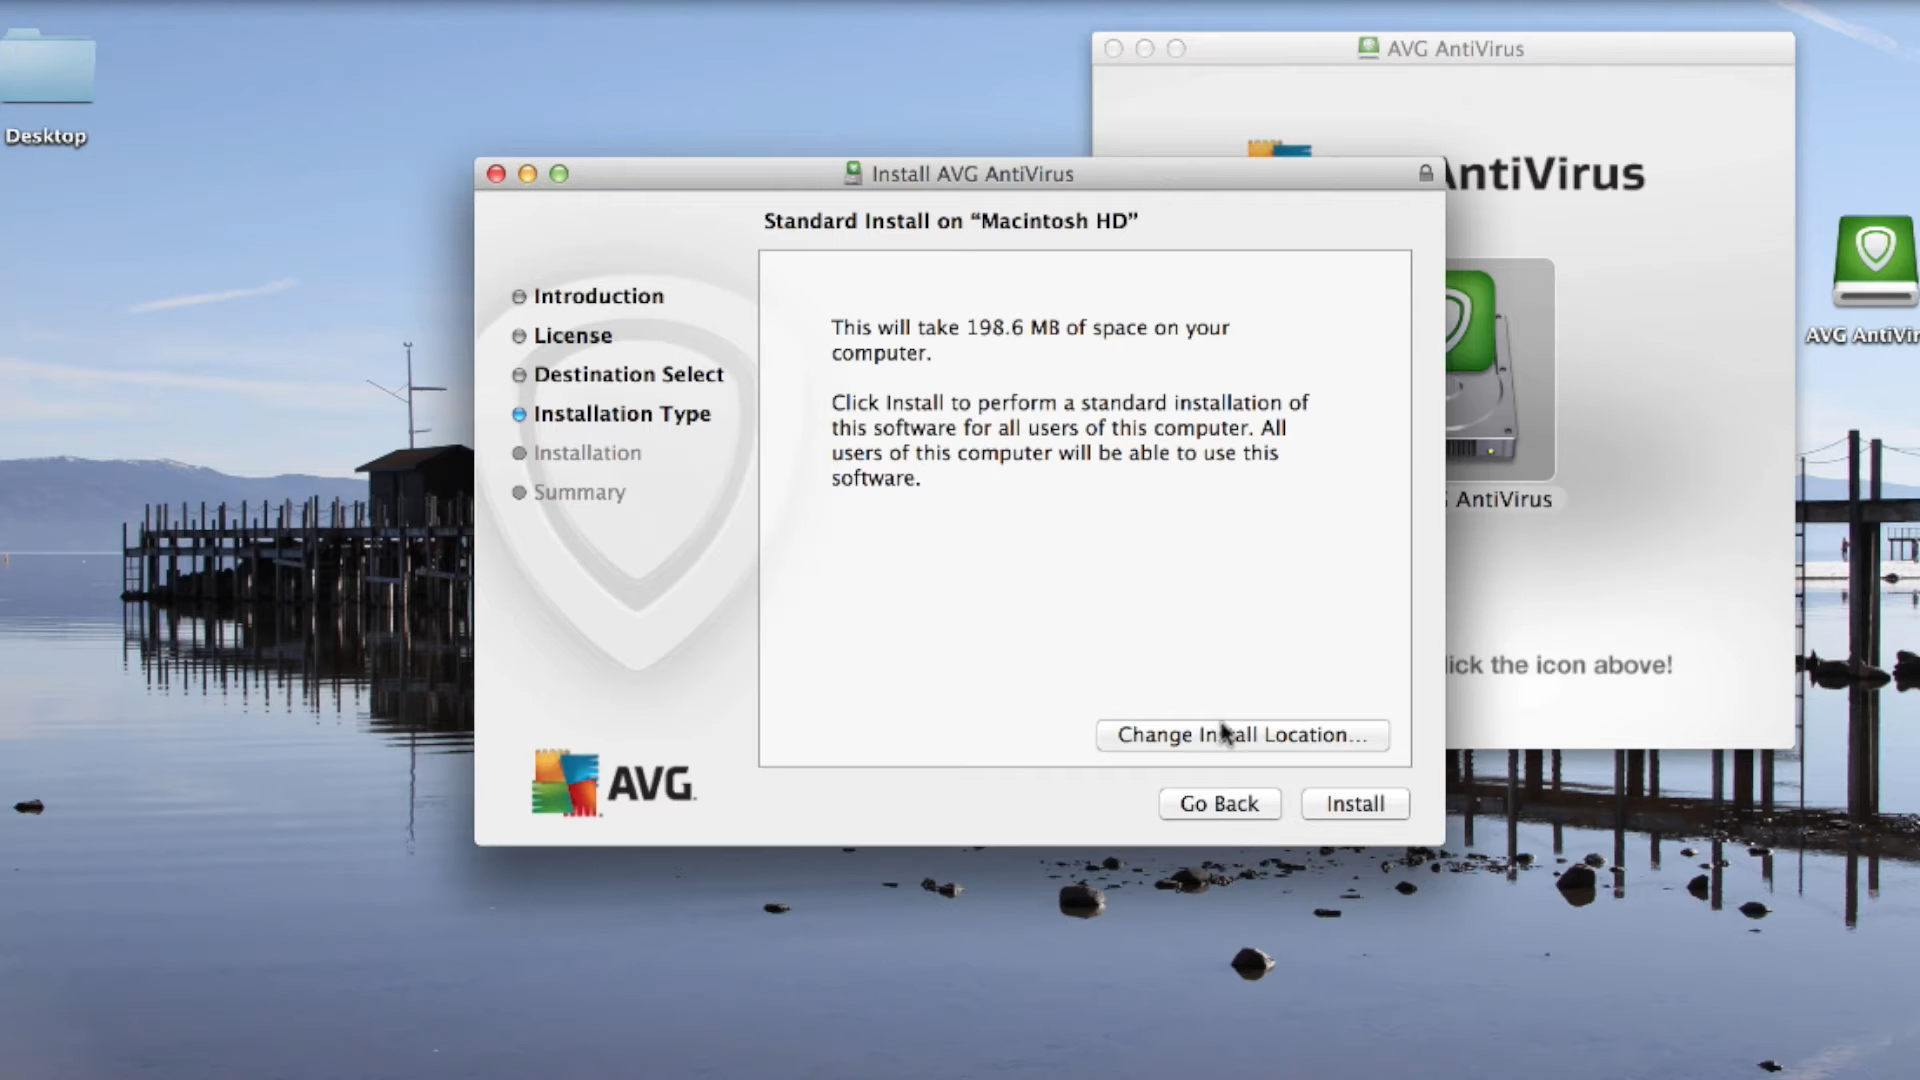 AVG AntiVirus
Desktop
Install AVG AntiVirus
AntiVirus
Standard Install on “Macintosh HD”
Introduction
License
Destination Select
Installation Type
Installation
Summary
This will take 198.6 MB of space on your
computer.
Click Install to perform a standard installation of
this software for all users of this computer. All
users of this computer will be able to use this
software.
AVG AntiVir
AntiVirus
the icon above!
Change Install Location...
AVG
Go Back
Install